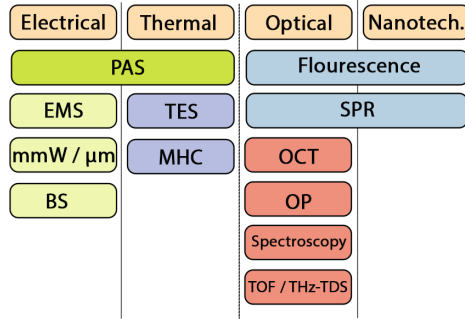 Electrical Thermal Optical Nanotech.
PAS Flourescence
EMS TES SPR
mmW / µm MHC OCT
BS OP
Spectroscopy
TOF / THz-TDS